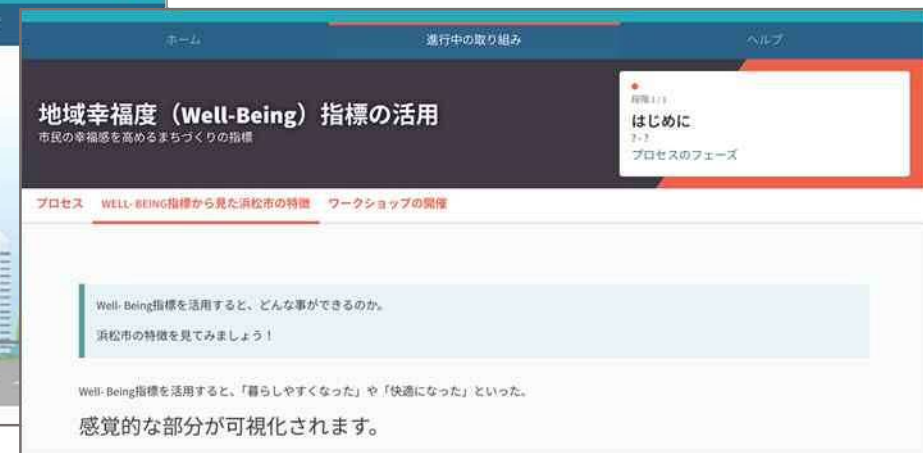 ホーム
進行中の取り組み
ヘルプ
地域幸福度（Well-Being）指標の活用
市民の幸福感を高めるまちづくりの指標
段階1/1
はじめに
?-?
プロセスのフェーズ
プロセス WELL-BEING指標から見た浜松市の特徴 ワークショップの開催
Well-Being指標を活用すると、どんな事ができるのか。
浜松市の特徴を見てみましょう！
Well-Being指標を活用すると、「暮らしやすくなった」や「快適になった」といった。
感覚的な部分が可視化されます。